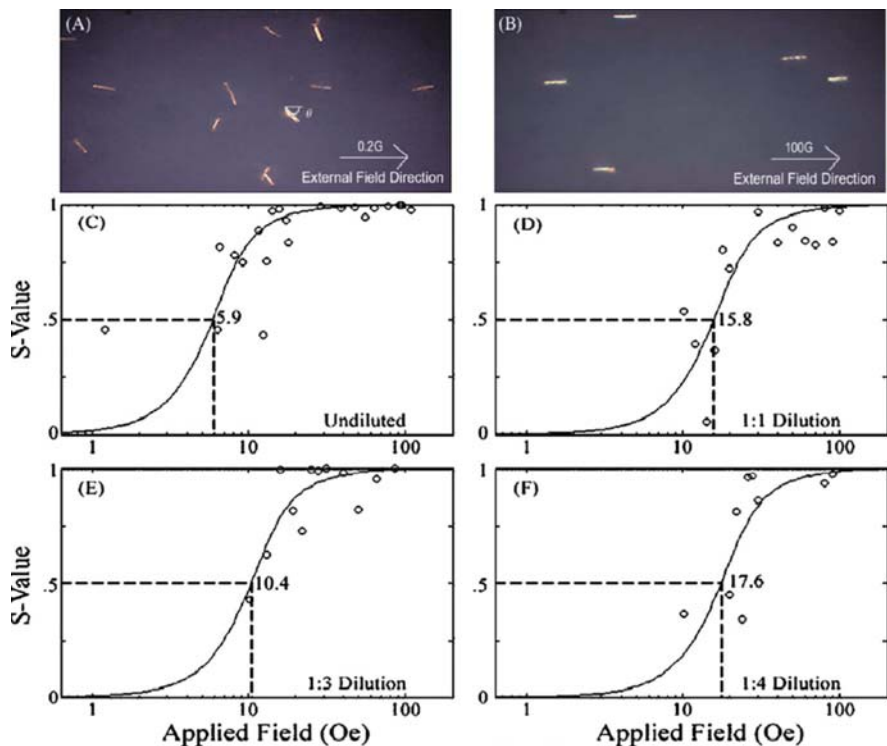 (A)
θ
0.2G
External Field Direction
(B)
100G
External Field Direction
S-Value
1
.5
0
(C)
5.9
Undiluted
1
10
100
1
.5
0
(D)
15.8
1:1 Dilution
1
10
100
S-Value
1
.5
0
(E)
10.4
1:3 Dilution
1
10
100
Applied Field (Oe)
1
.5
0
(F)
17.6
1:4 Dilution
1
10
100
Applied Field (Oe)